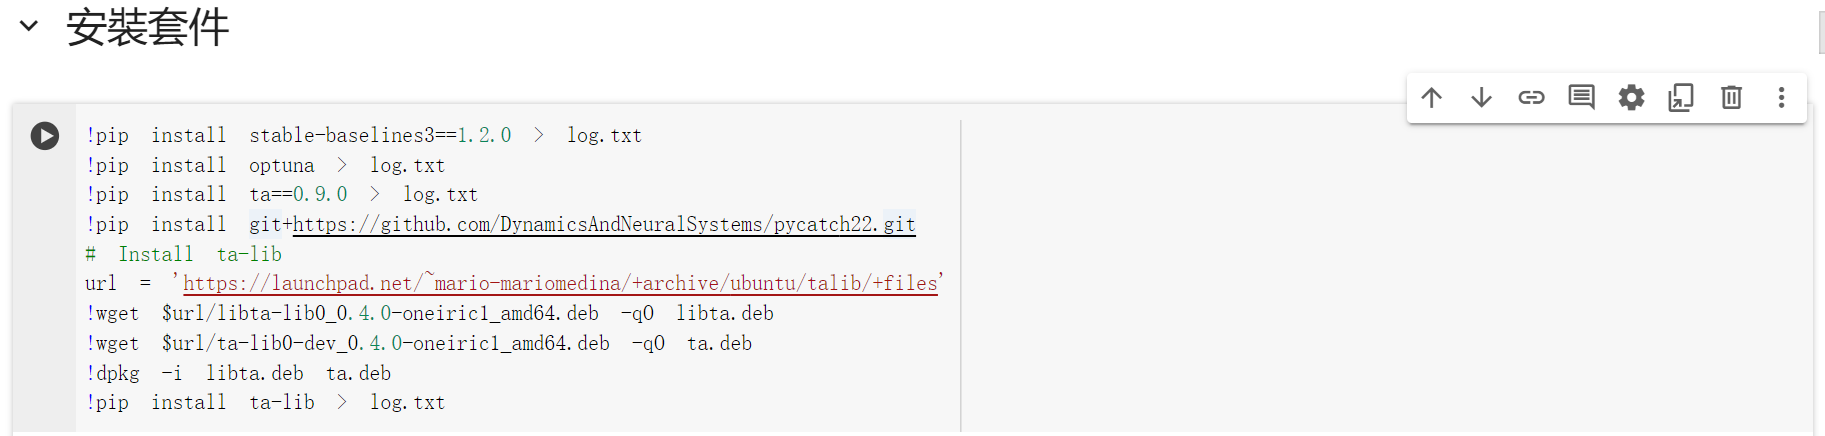 安裝套件
!pip install stable-baselines3==1.2.0 > log.txt
!pip install optuna > log.txt
!pip install ta==0.9.0 > log.txt
!pip install git+https://github.com/DynamicsAndNeuralSystems/pycatch22.git
# Install ta-lib
url = 'https://launchpad.net/~mario-mariomedina/+archive/ubuntu/talib/+files'
!wget $url/libta-lib0_0.4.0-oneiric1_amd64.deb -qO libta.deb
!wget $url/ta-lib0-dev_0.4.0-oneiric1_amd64.deb -qO ta.deb
!dpkg -i libta.deb ta.deb
!pip install ta-lib > log.txt